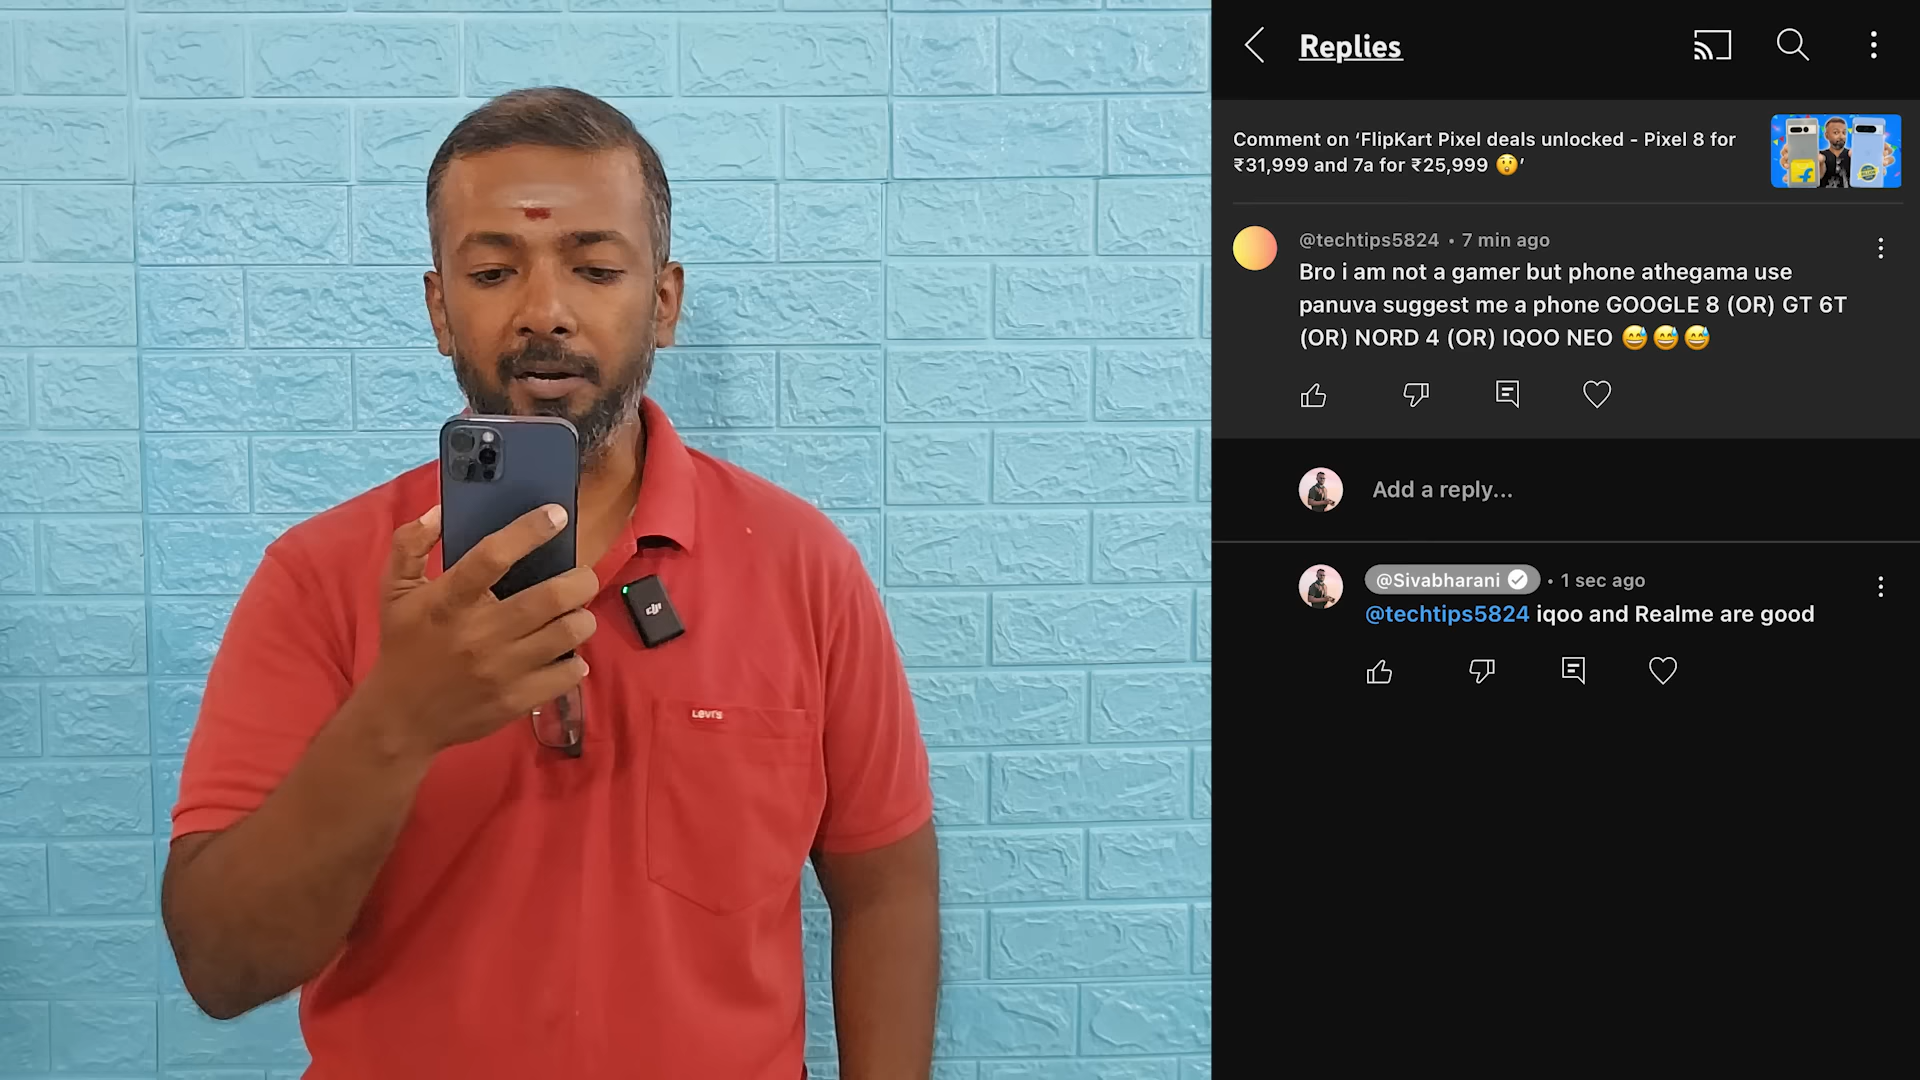 Replies
Comment on ‘FlipKart Pixel deals unlocked - Pixel 8 for
₹31,999 and 7a for ₹25,999 😲’
@techtips5824 • 7 min ago
Bro i am not a gamer but phone athegama use
panuva suggest me a phone GOOGLE 8 (OR) GT 6T
(OR) NORD 4 (OR) IQOO NEO 😅😅😅
Add a reply...
@Sivabharani • 1 sec ago
@techtips5824 iqoo and Realme are good
dji
Levi's